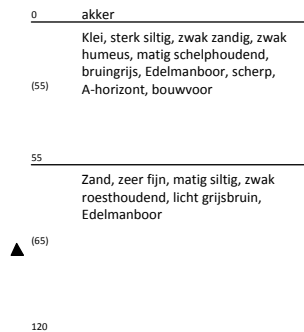 0 akker
Klei, sterk siltig, zwak zandig, zwak
humeus, matig schelphoudend,
bruingrijs, Edelmanboor, scherp,
(55) A-horizont, bouwvoor
55
Zand, zeer fijn, matig siltig, zwak
roesthoudend, licht grijsbruin,
Edelmanboor
(65)
120